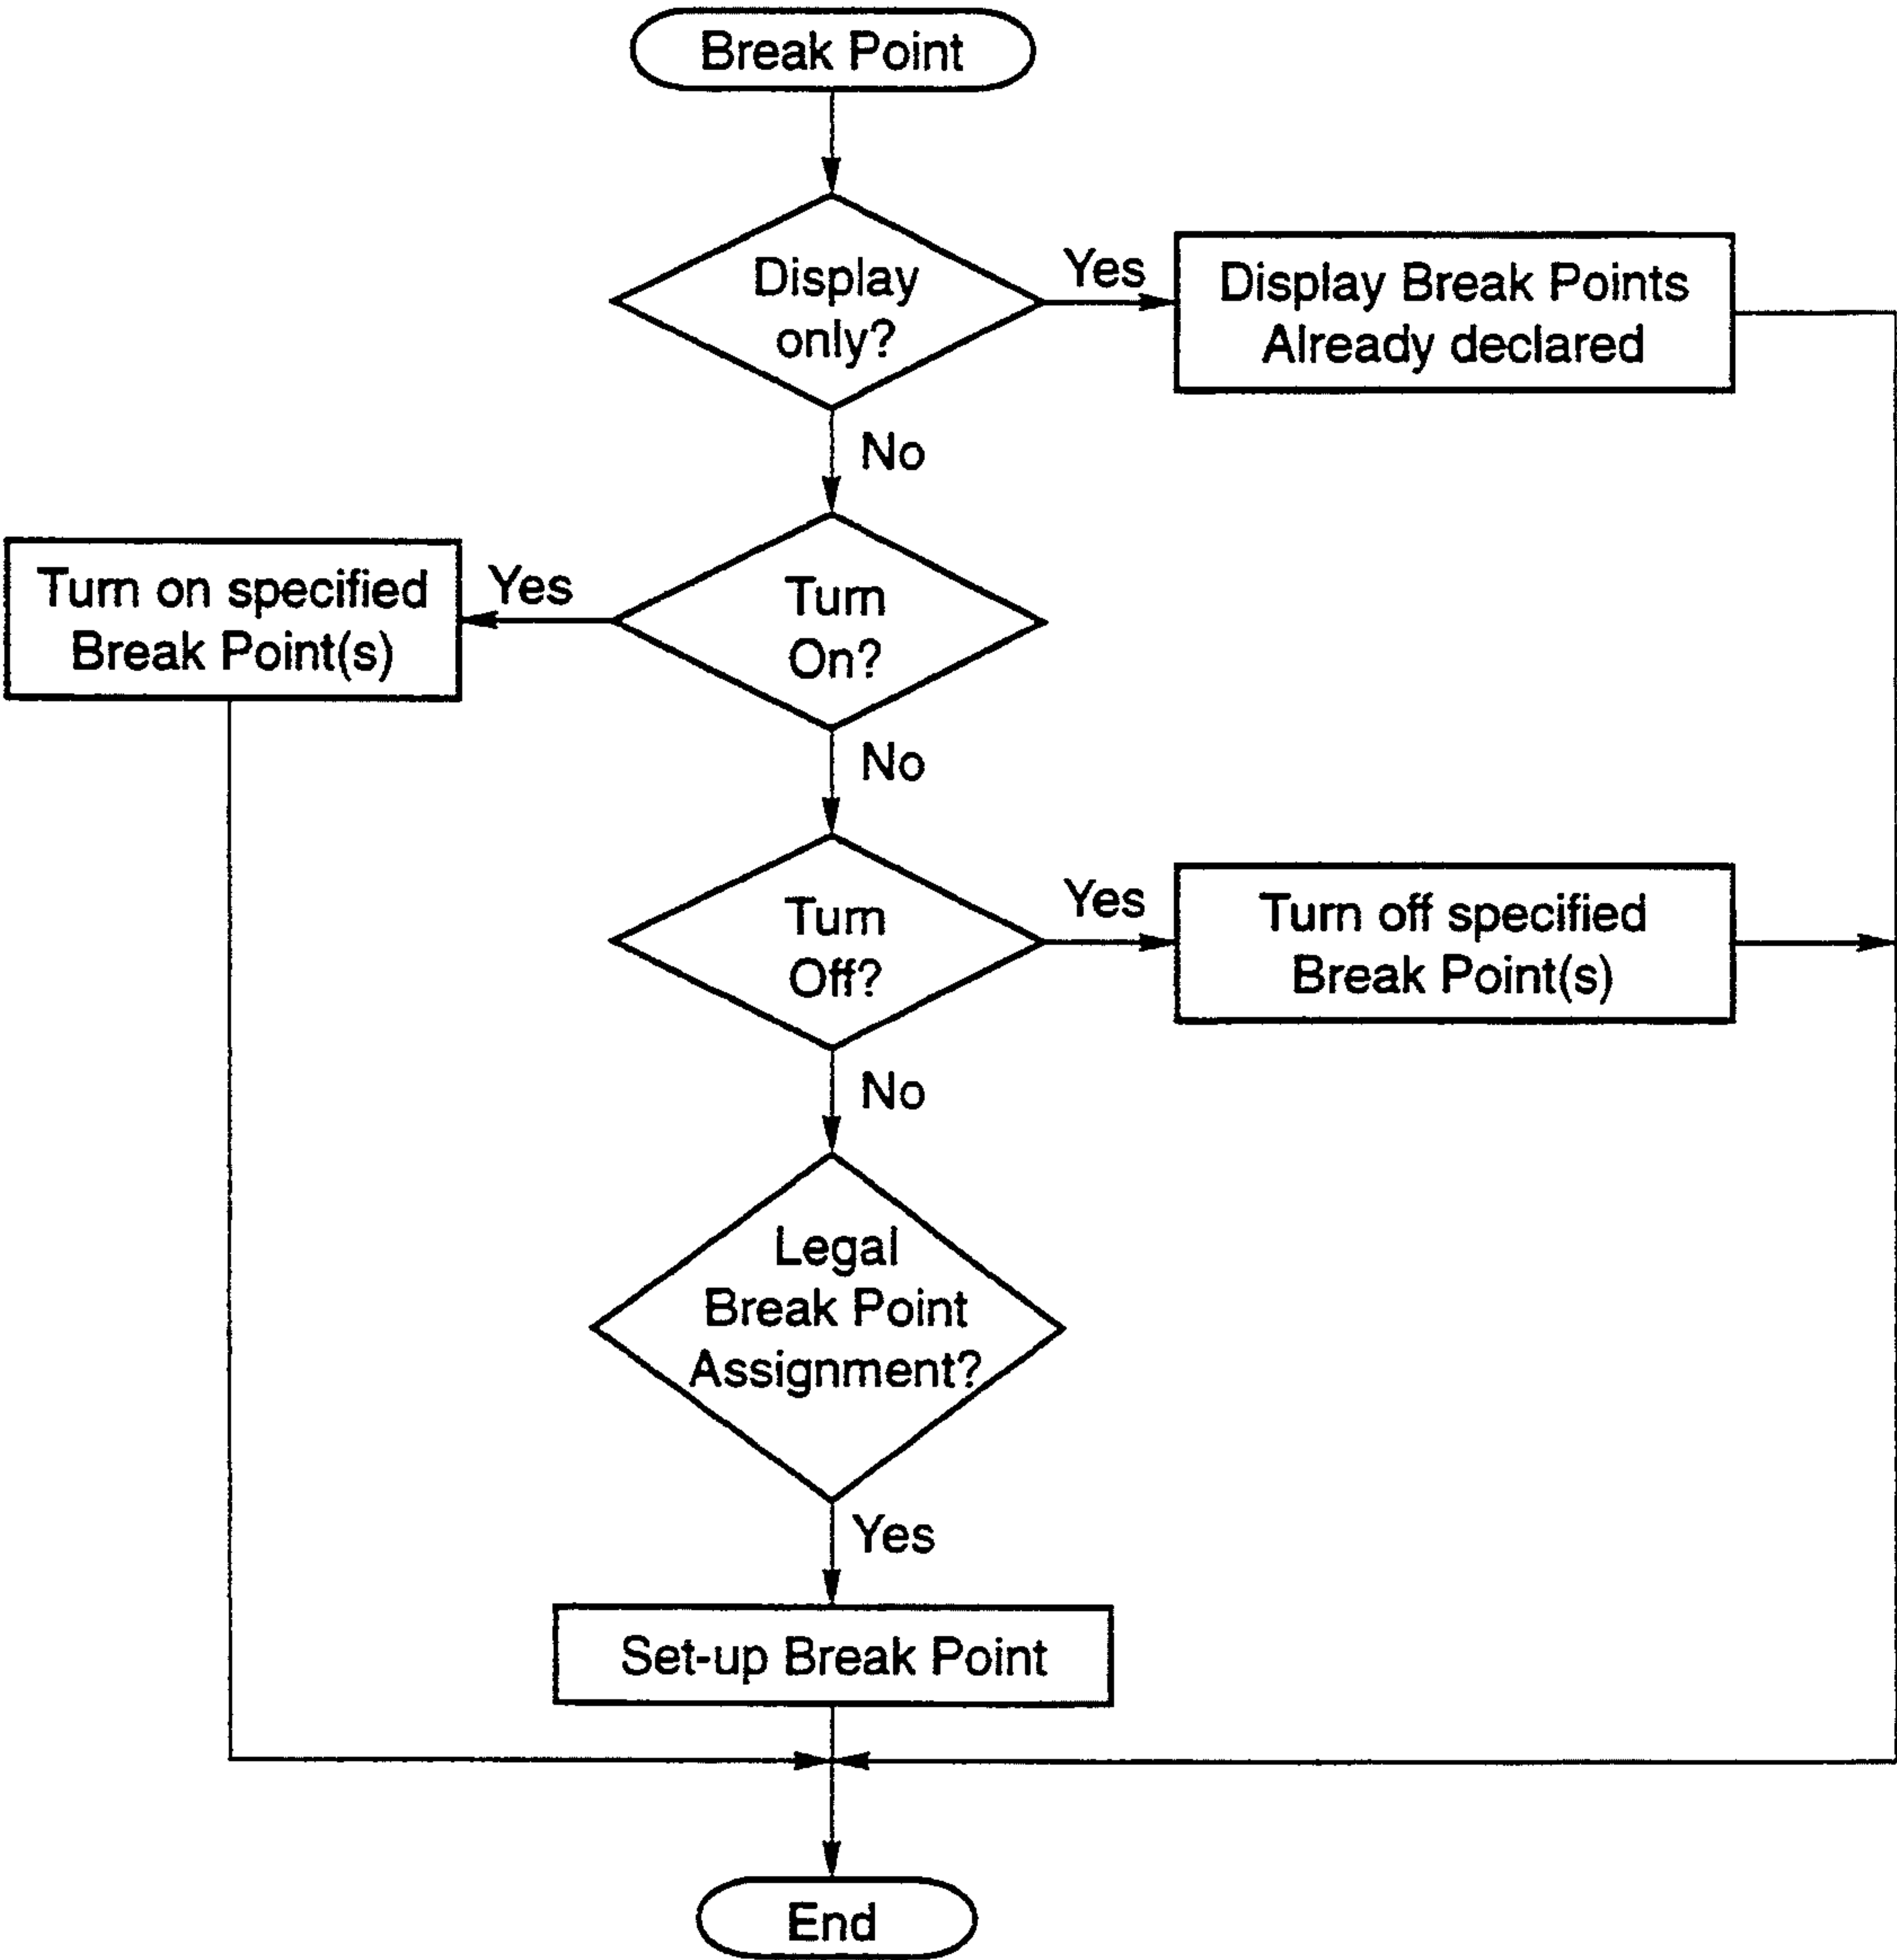 Break Point
Display
only?
Yes
Display Break Points
Already declared
No
Turn on specified
Break Point(s)
Yes
Turn
On?
No
Turn
Off?
Yes
Turn off specified
Break Point(s)
No
Legal
Break Point
Assignment?
Yes
Set-up Break Point
End